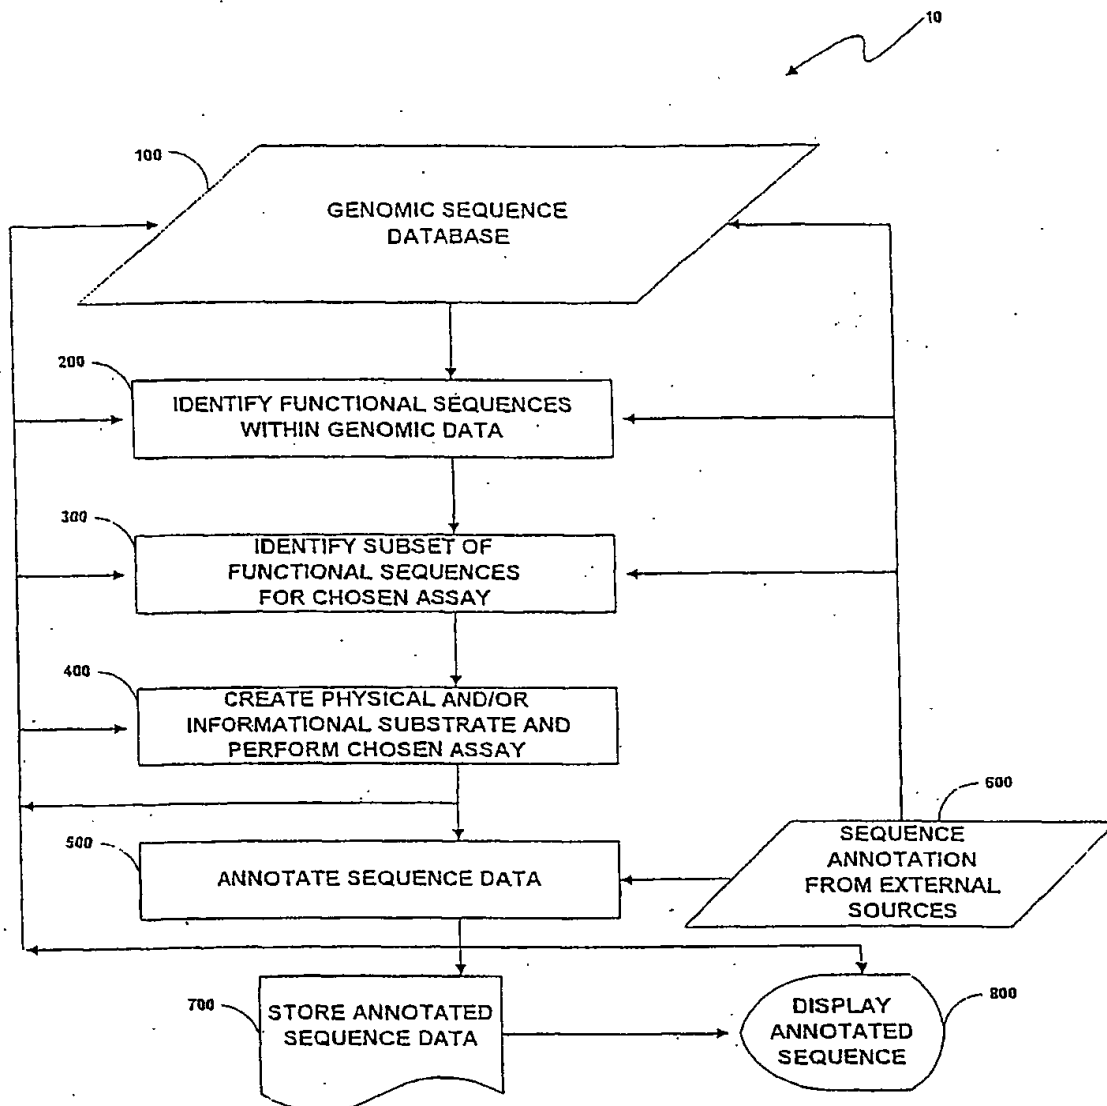 10
100
GENOMIC SEQUENCE
DATABASE
200
IDENTIFY FUNCTIONAL SEQUENCES
WITHIN GENOMIC DATA
300
IDENTIFY SUBSET OF
FUNCTIONAL SEQUENCES
FOR CHOSEN ASSAY
400
CREATE PHYSICAL AND/OR
INFORMATIONAL SUBSTRATE AND
PERFORM CHOSEN ASSAY
500
ANNOTATE SEQUENCE DATA
600
SEQUENCE
ANNOTATION
FROM EXTERNAL
SOURCES
700
STORE ANNOTATED
SEQUENCE DATA
800
DISPLAY
ANNOTATED
SEQUENCE